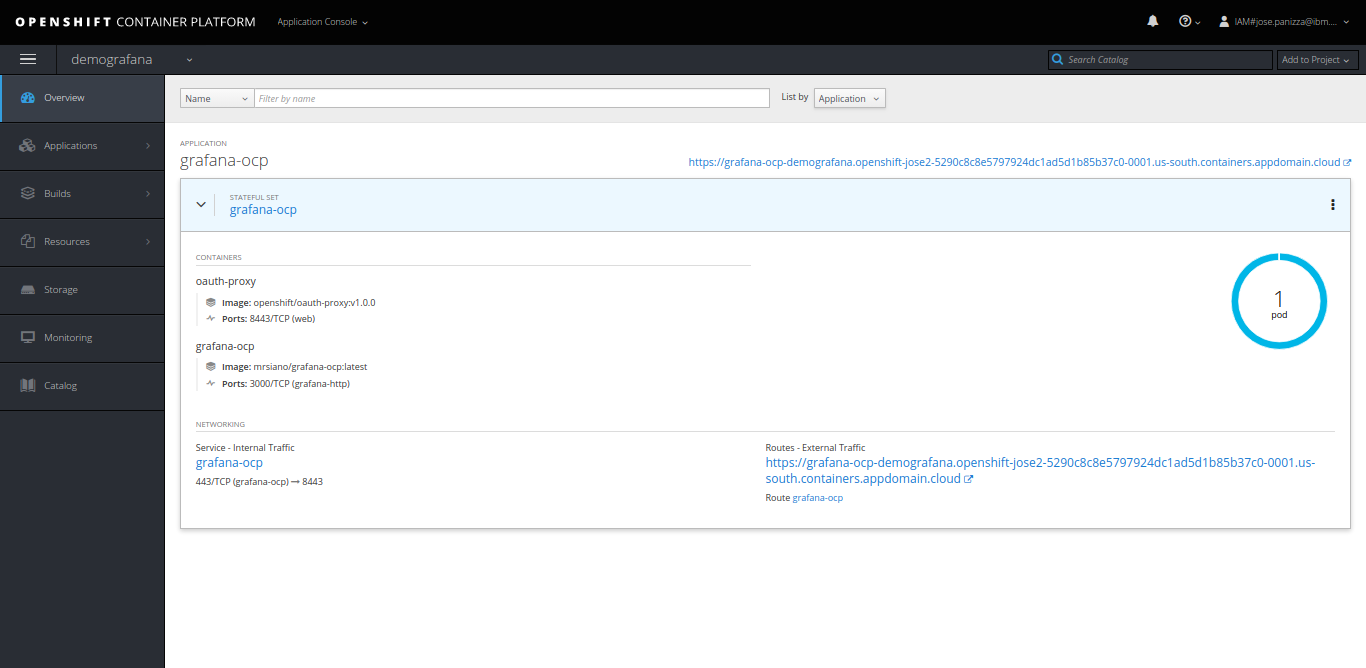 OPENSHIFT CONTAINER PLATFORM
Application Console
IAM#jose.panizza@ibm....
demografana
Search Catalog
Add to Project
Overview
Applications
Builds
Resources
Storage
Monitoring
Catalog
Name
Filter by name
List by
Application
APPLICATION
grafana-ocp
https://grafana-ocp-demografana.openshift-jose2-5290c8c8e5797924dc1ad5d1b85b37c0-0001.us-south.containers.appdomain.cloud
STATEFUL SET
grafana-ocp
CONTAINERS
oauth-proxy
Image: openshift/oauth-proxy:v1.0.0
Ports: 8443/TCP (web)
grafana-ocp
Image: mrsiano/grafana-ocp:latest
Ports: 3000/TCP (grafana-http)
1
pod
NETWORKING
Service - Internal Traffic
grafana-ocp
443/TCP (grafana-ocp) → 8443
Routes - External Traffic
https://grafana-ocp-demografana.openshift-jose2-5290c8c8e5797924dc1ad5d1b85b37c0-0001.us-
south.containers.appdomain.cloud
Route grafana-ocp